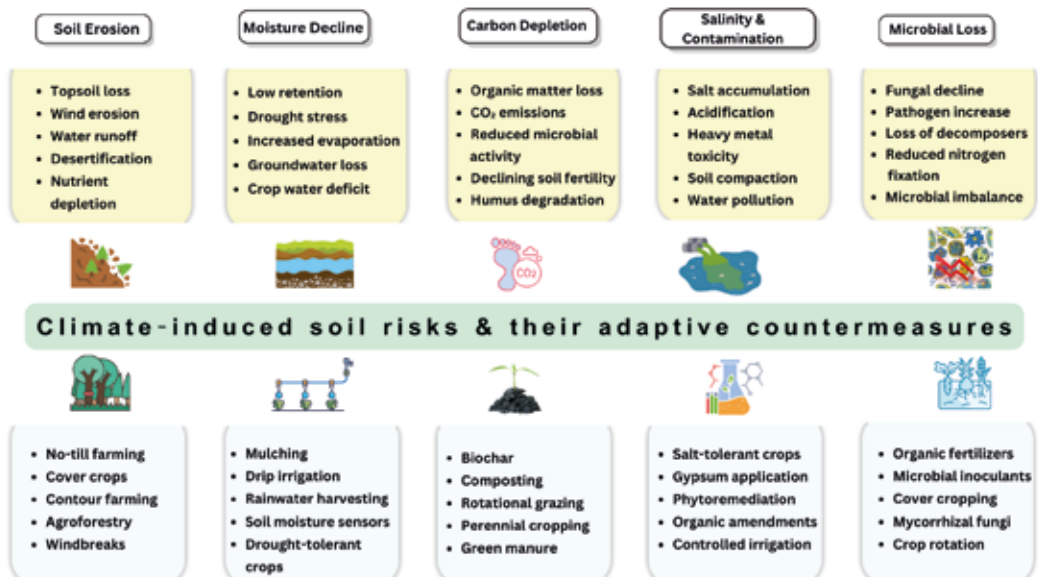 Soil Erosion
Moisture Decline
Carbon Depletion
Salinity &
Contamination
Microbial Loss
• Topsoil loss
• Wind erosion
• Water runoff
• Desertification
• Nutrient
depletion
• Low retention
• Drought stress
• Increased evaporation
• Groundwater loss
• Crop water deficit
• Organic matter loss
• CO₂ emissions
• Reduced microbial
activity
• Declining soil fertility
• Humus degradation
• Salt accumulation
• Acidification
• Heavy metal
toxicity
• Soil compaction
• Water pollution
• Fungal decline
• Pathogen increase
• Loss of decomposers
• Reduced nitrogen
fixation
• Microbial imbalance
CO₂
Climate-induced soil risks & their adaptive countermeasures
• No-till farming
• Cover crops
• Contour farming
• Agroforestry
• Windbreaks
• Mulching
• Drip irrigation
• Rainwater harvesting
• Soil moisture sensors
• Drought-tolerant
crops
• Biochar
• Composting
• Rotational grazing
• Perennial cropping
• Green manure
• Salt-tolerant crops
• Gypsum application
• Phytoremediation
• Organic amendments
• Controlled irrigation
• Organic fertilizers
• Microbial inoculants
• Cover cropping
• Mycorrhizal fungi
• Crop rotation